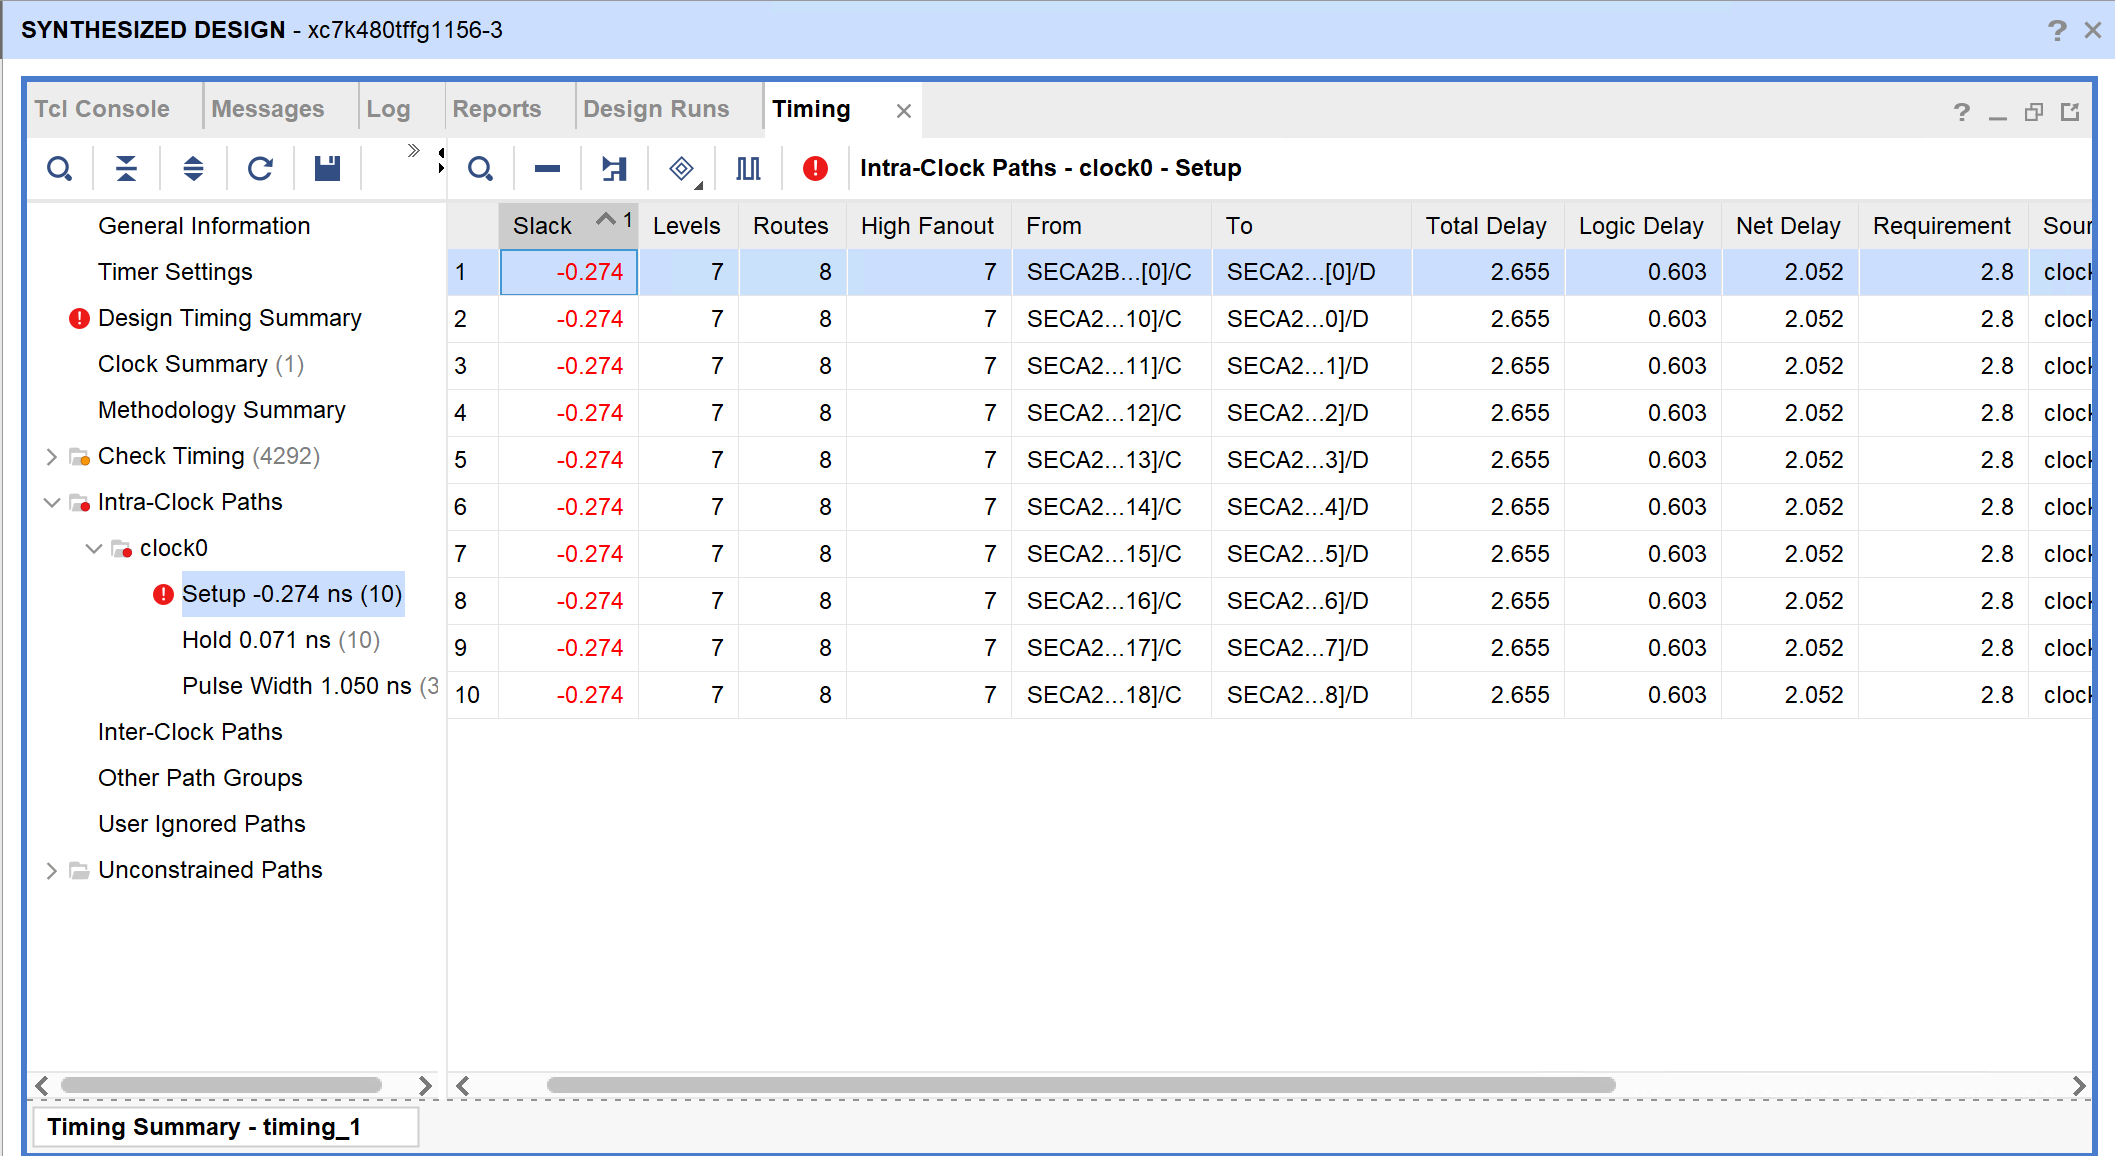 SYNTHESIZED DESIGN - xc7k480tffg1156-3
Tcl Console Messages Log Reports Design Runs Timing
Intra-Clock Paths - clock0 - Setup
General Information
Timer Settings
Design Timing Summary
Clock Summary (1)
Methodology Summary
Check Timing (4292)
Intra-Clock Paths
clock0
Setup -0.274 ns (10)
Hold 0.071 ns (10)
Pulse Width 1.050 ns (3
Inter-Clock Paths
Other Path Groups
User Ignored Paths
Unconstrained Paths
Slack 1 Levels Routes High Fanout From To Total Delay Logic Delay Net Delay Requirement Sour
1 -0.274 7 8 7 SECA2B...[0]/C SECA2...[0]/D 2.655 0.603 2.052 2.8 clock
2 -0.274 7 8 7 SECA2...10]/C SECA2...0]/D 2.655 0.603 2.052 2.8 clock
3 -0.274 7 8 7 SECA2...11]/C SECA2...1]/D 2.655 0.603 2.052 2.8 clock
4 -0.274 7 8 7 SECA2...12]/C SECA2...2]/D 2.655 0.603 2.052 2.8 clock
5 -0.274 7 8 7 SECA2...13]/C SECA2...3]/D 2.655 0.603 2.052 2.8 clock
6 -0.274 7 8 7 SECA2...14]/C SECA2...4]/D 2.655 0.603 2.052 2.8 clock
7 -0.274 7 8 7 SECA2...15]/C SECA2...5]/D 2.655 0.603 2.052 2.8 clock
8 -0.274 7 8 7 SECA2...16]/C SECA2...6]/D 2.655 0.603 2.052 2.8 clock
9 -0.274 7 8 7 SECA2...17]/C SECA2...7]/D 2.655 0.603 2.052 2.8 clock
10 -0.274 7 8 7 SECA2...18]/C SECA2...8]/D 2.655 0.603 2.052 2.8 clock
Timing Summary - timing_1